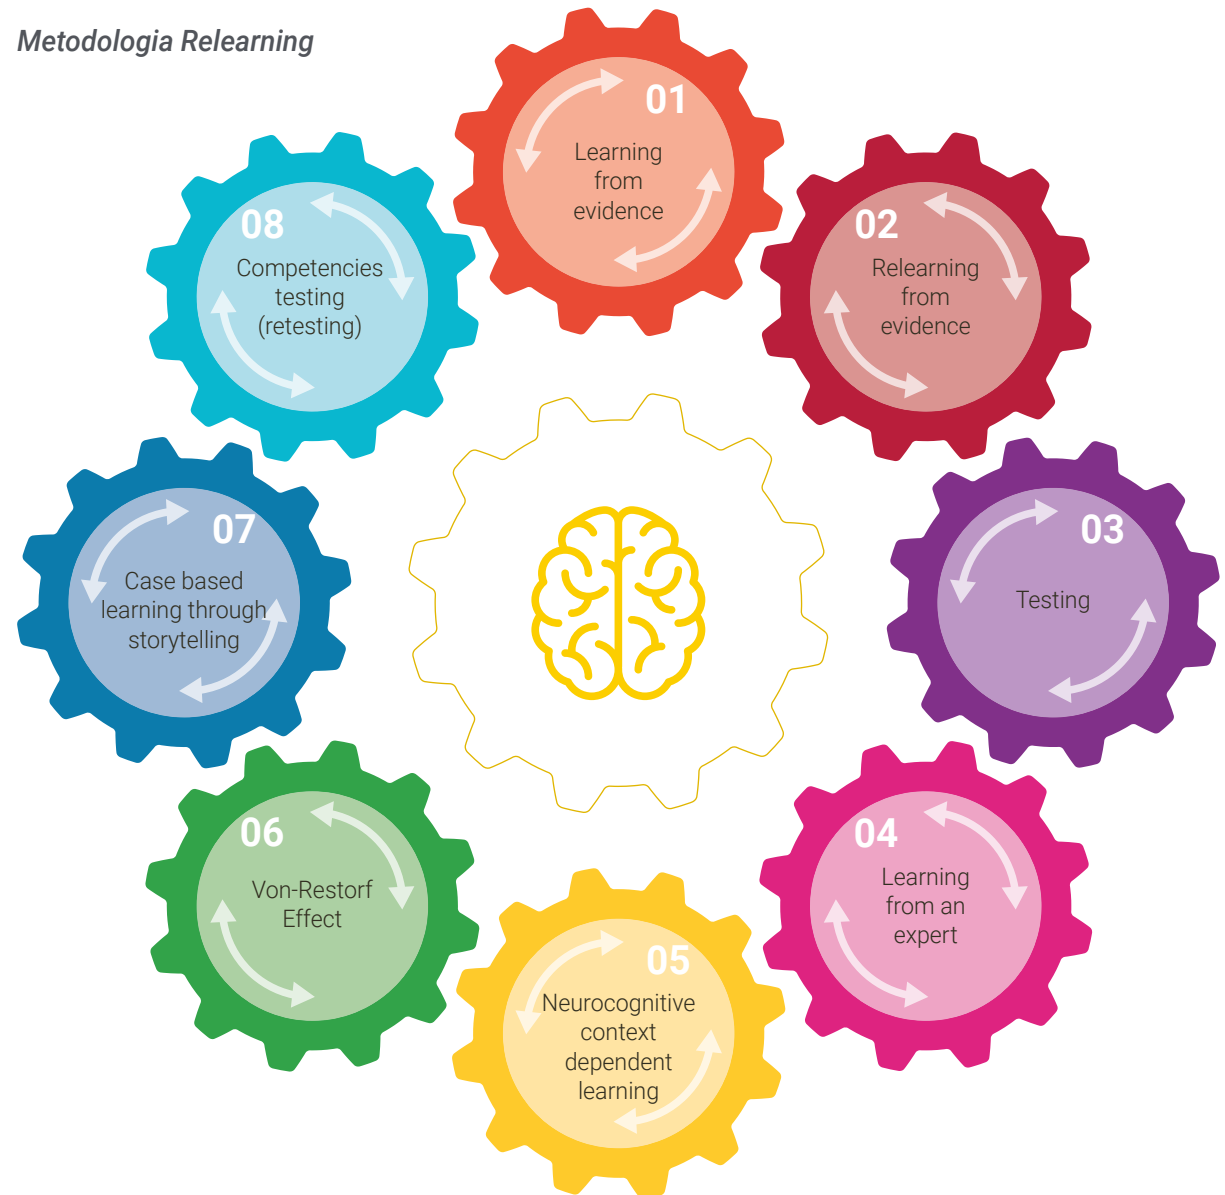 Metodologia Relearning
01
Learning
from
evidence
02
Relearning
from
evidence
03
Testing
04
Learning
from an
expert
05
Neurocognitive
context
dependent
learning
06
Von-Restorf
Effect
07
Case based
learning through
storytelling
08
Competencies
testing
(retesting)